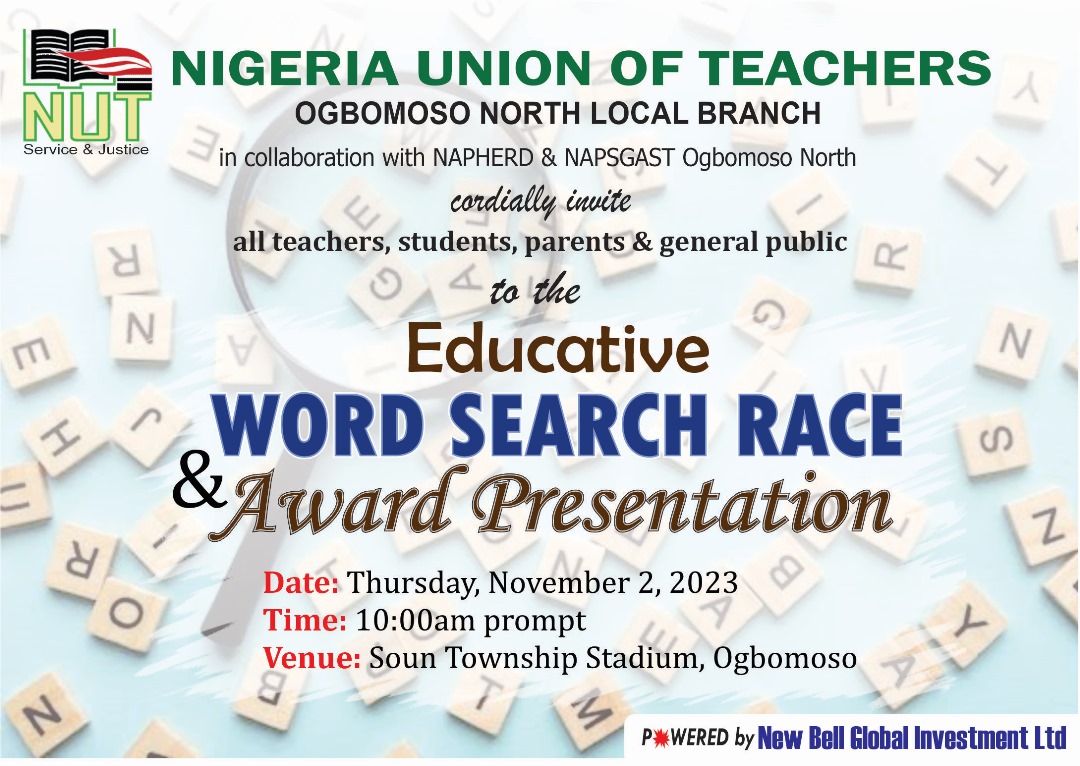 NUT
Service & Justice
NIGERIA UNION OF TEACHERS
OGBOMOSO NORTH LOCAL BRANCH
in collaboration with NAPHERD & NAPSGAST Ogbomoso North
cordially invite
all teachers, students, parents & general public
to the
Educative
WORD SEARCH RACE
& Award Presentation
Date: Thursday, November 2, 2023
Time: 10:00am prompt
Venue: Soun Township Stadium, Ogbomoso
POWERED by New Bell Global Investment Ltd